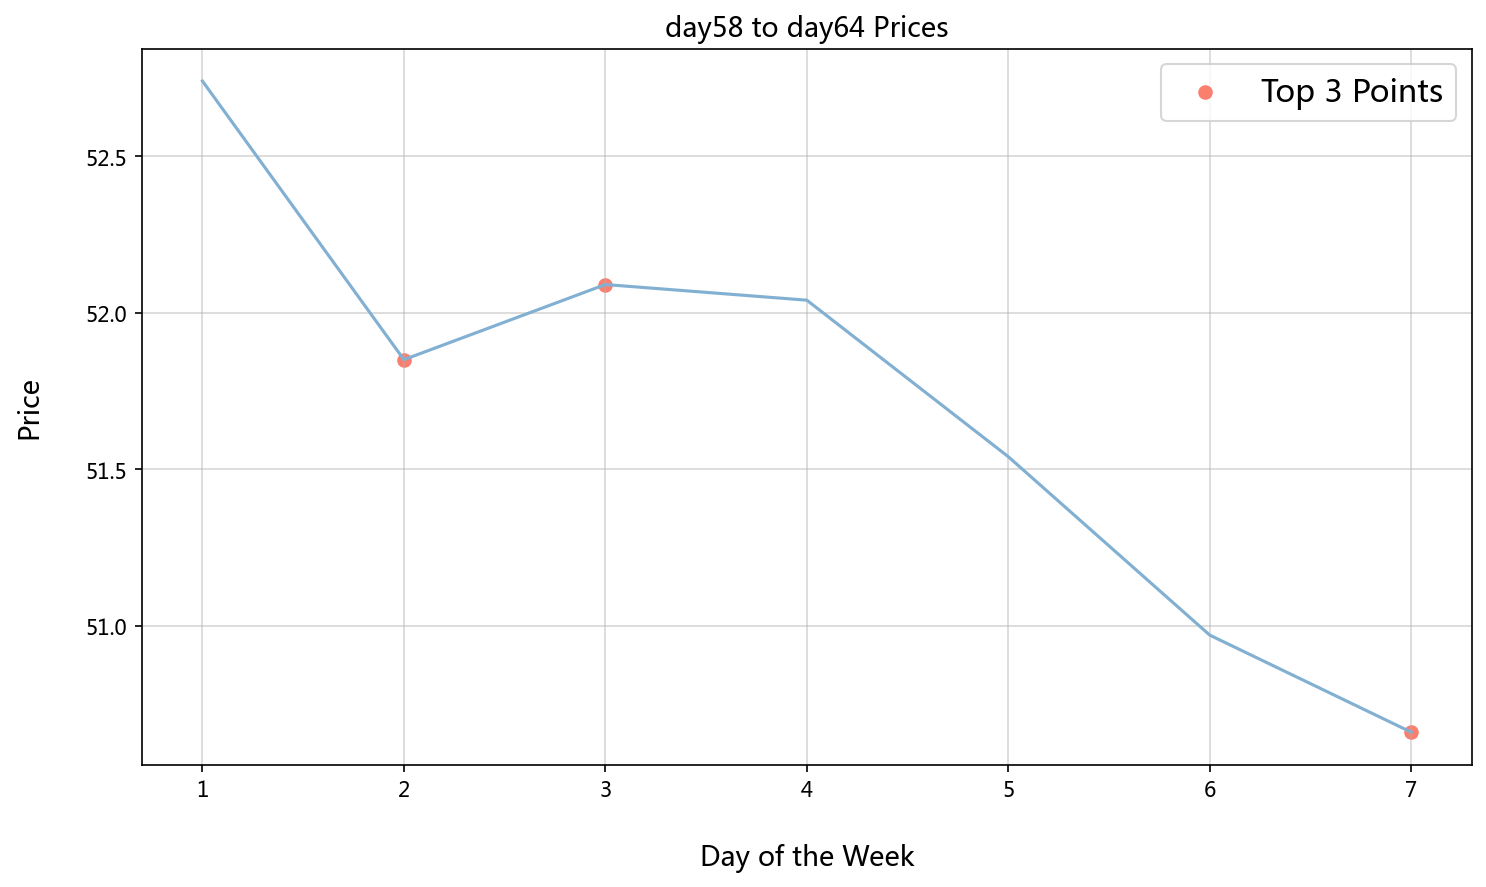 day58 to day64 Prices
Top 3 Points
52.5
52.0
51.5
51.0
Price
1 2 3 4 5 6 7
Day of the Week